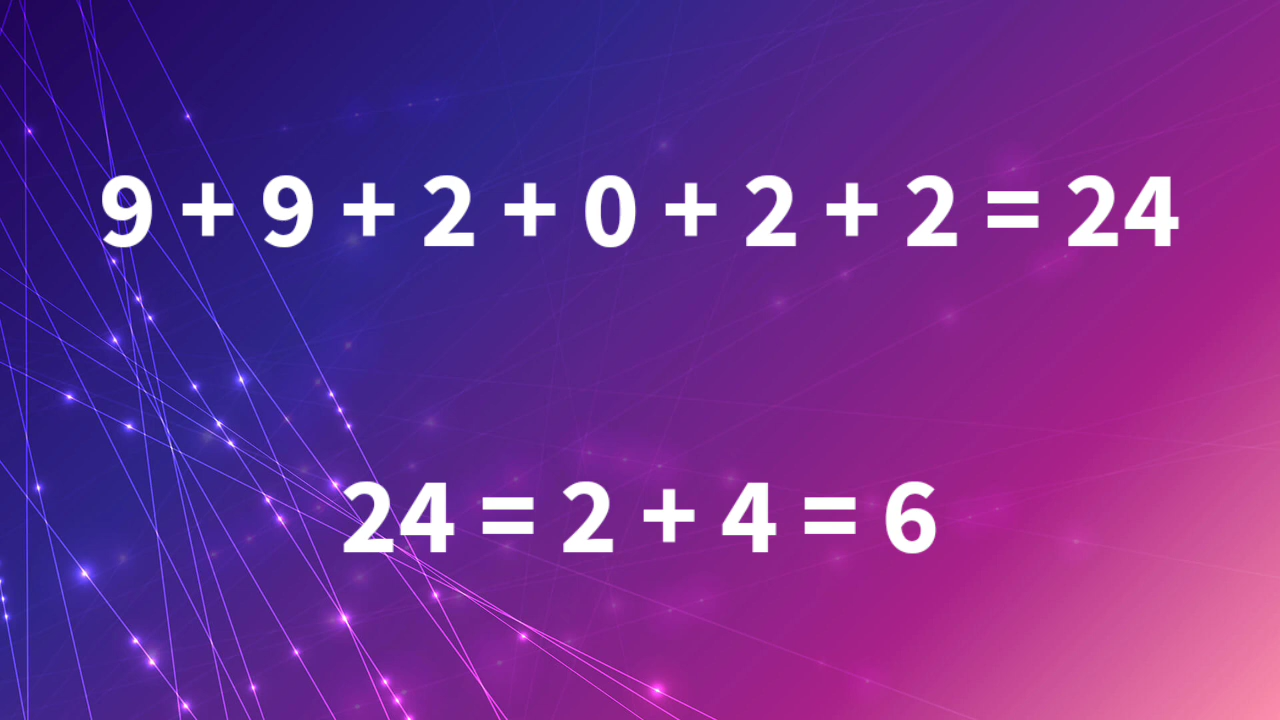 9 + 9 + 2 + 0 + 2 + 2 = 24
24 = 2 + 4 = 6